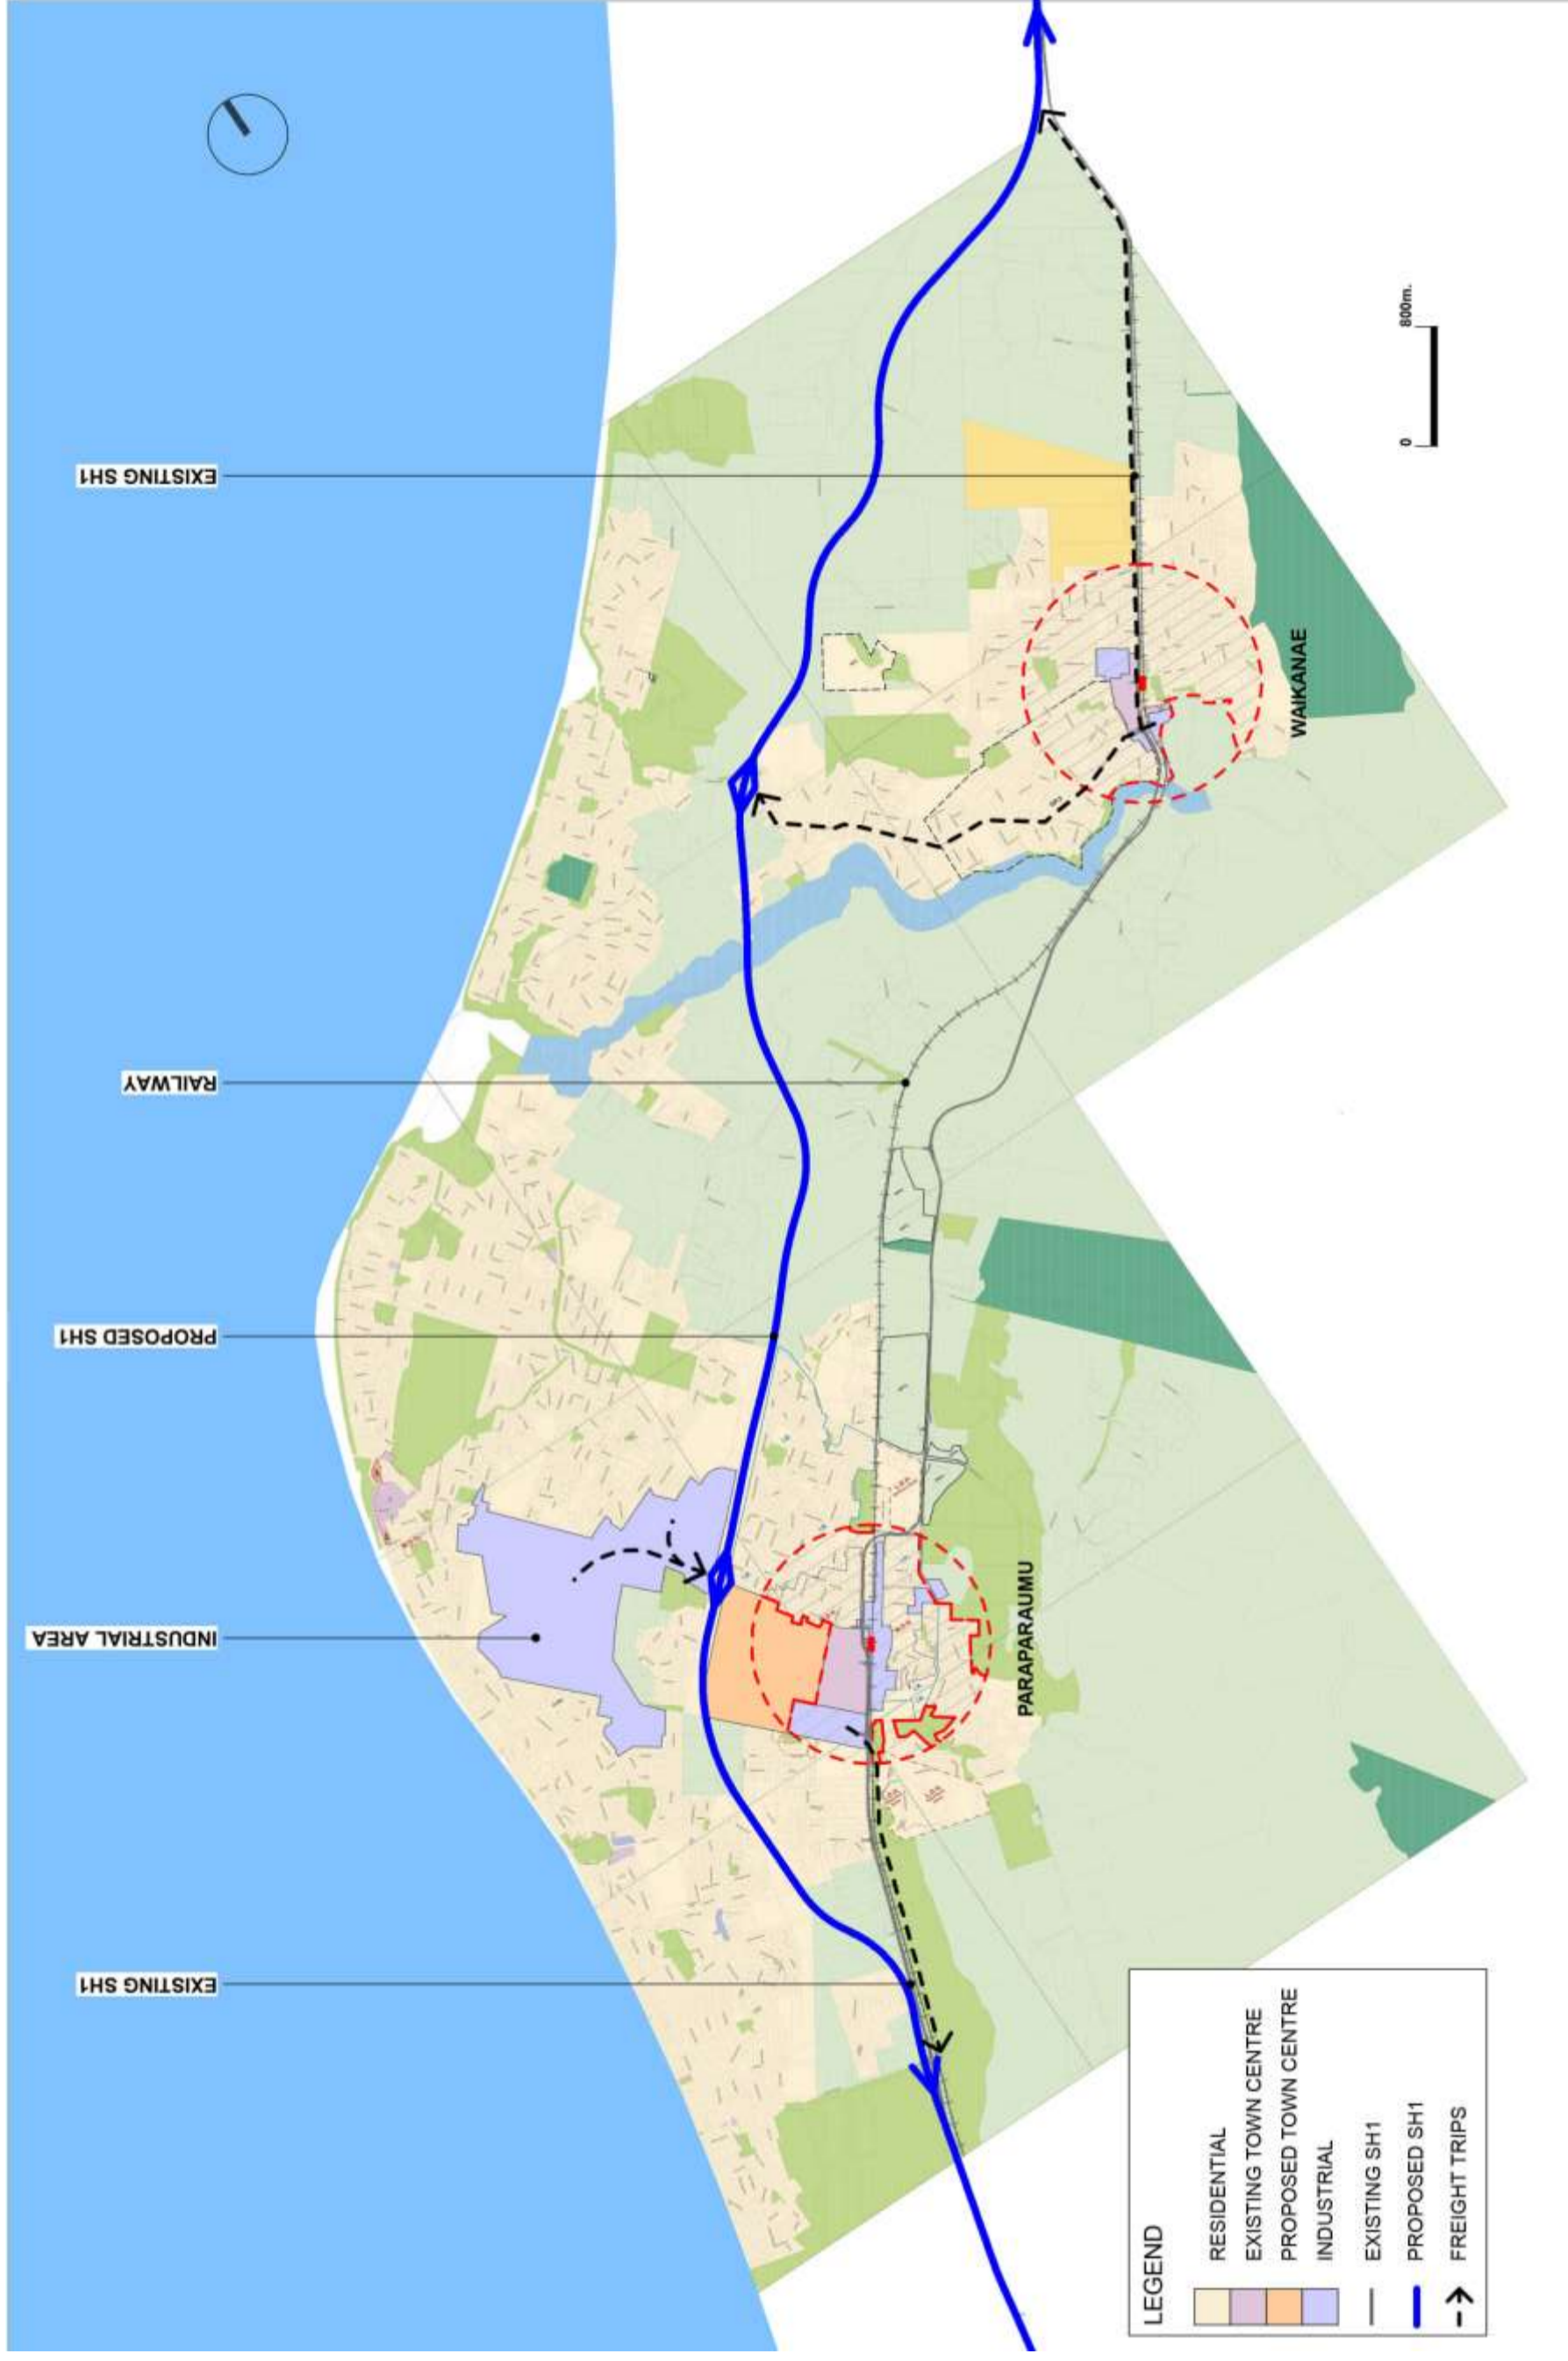 EXISTING SH1
INDUSTRIAL AREA
PROPOSED SH1
RAILWAY
EXISTING SH1
PARAPARAUMU
WAIKANAE
0
800m.
LEGEND
RESIDENTIAL
EXISTING TOWN CENTRE
PROPOSED TOWN CENTRE
INDUSTRIAL
EXISTING SH1
PROPOSED SH1
FREIGHT TRIPS